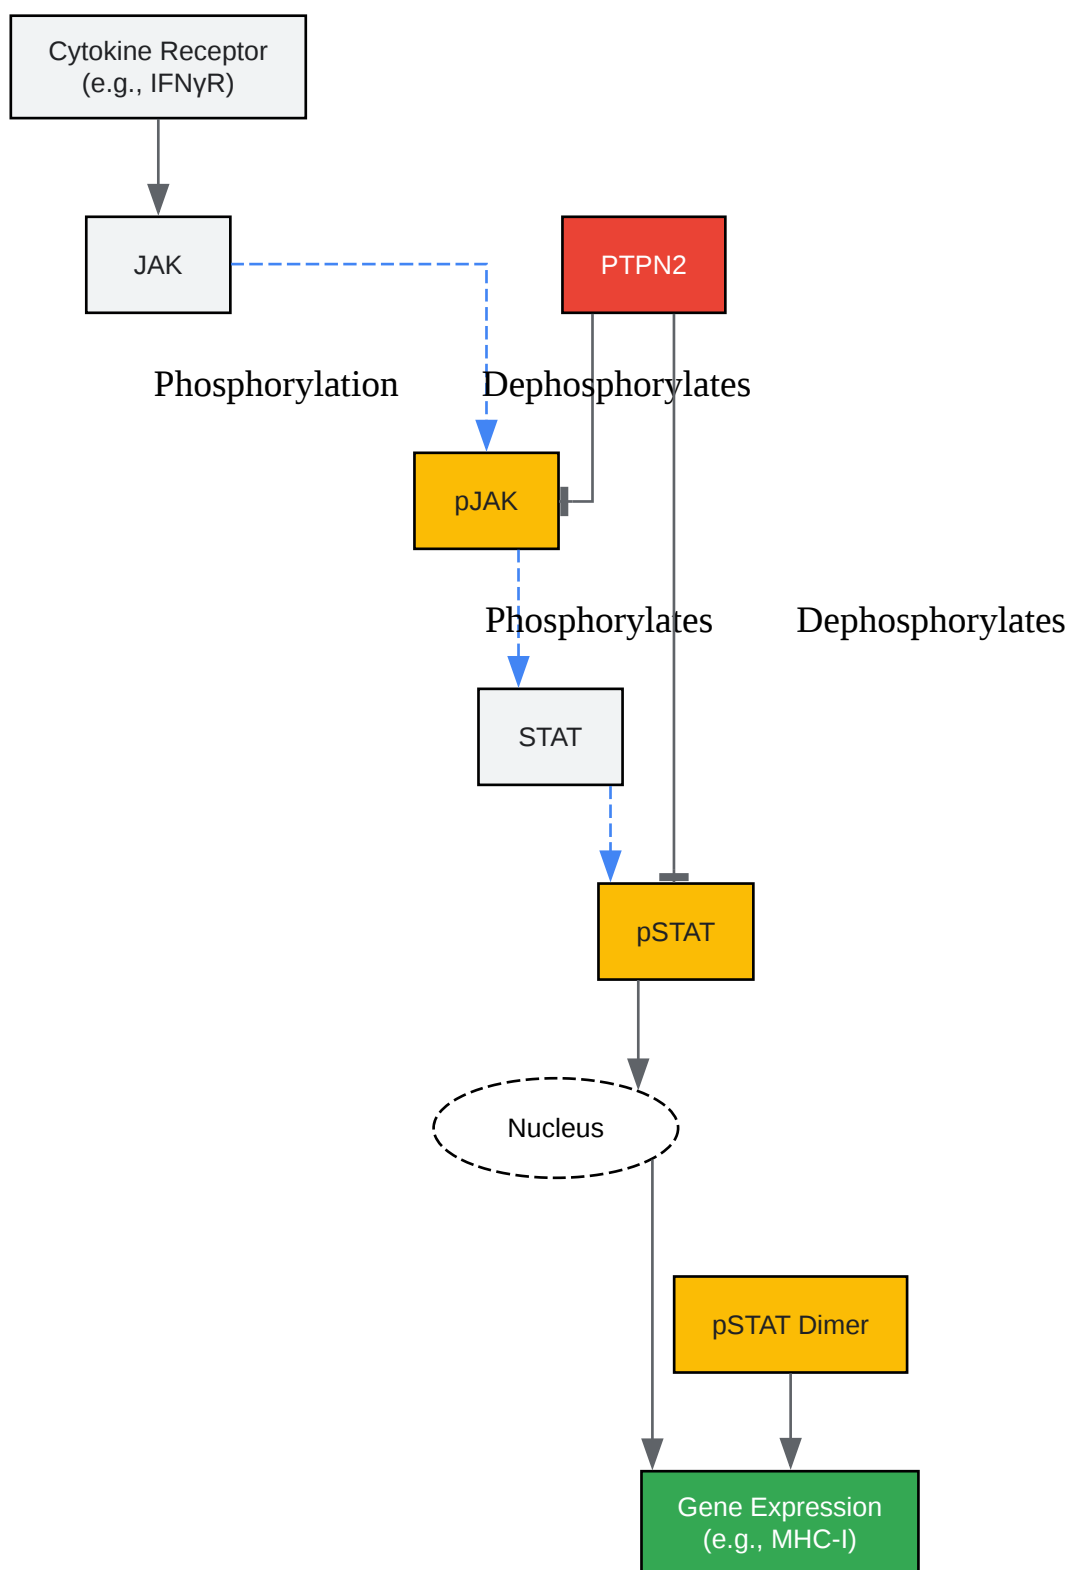 Cytokine Receptor
(e.g., IFNγR)
JAK
PTPN2
Phosphorylation
Dephosphorylates
pJAK
Phosphorylates
Dephosphorylates
STAT
pSTAT
Nucleus
pSTAT Dimer
Gene Expression
(e.g., MHC-I)